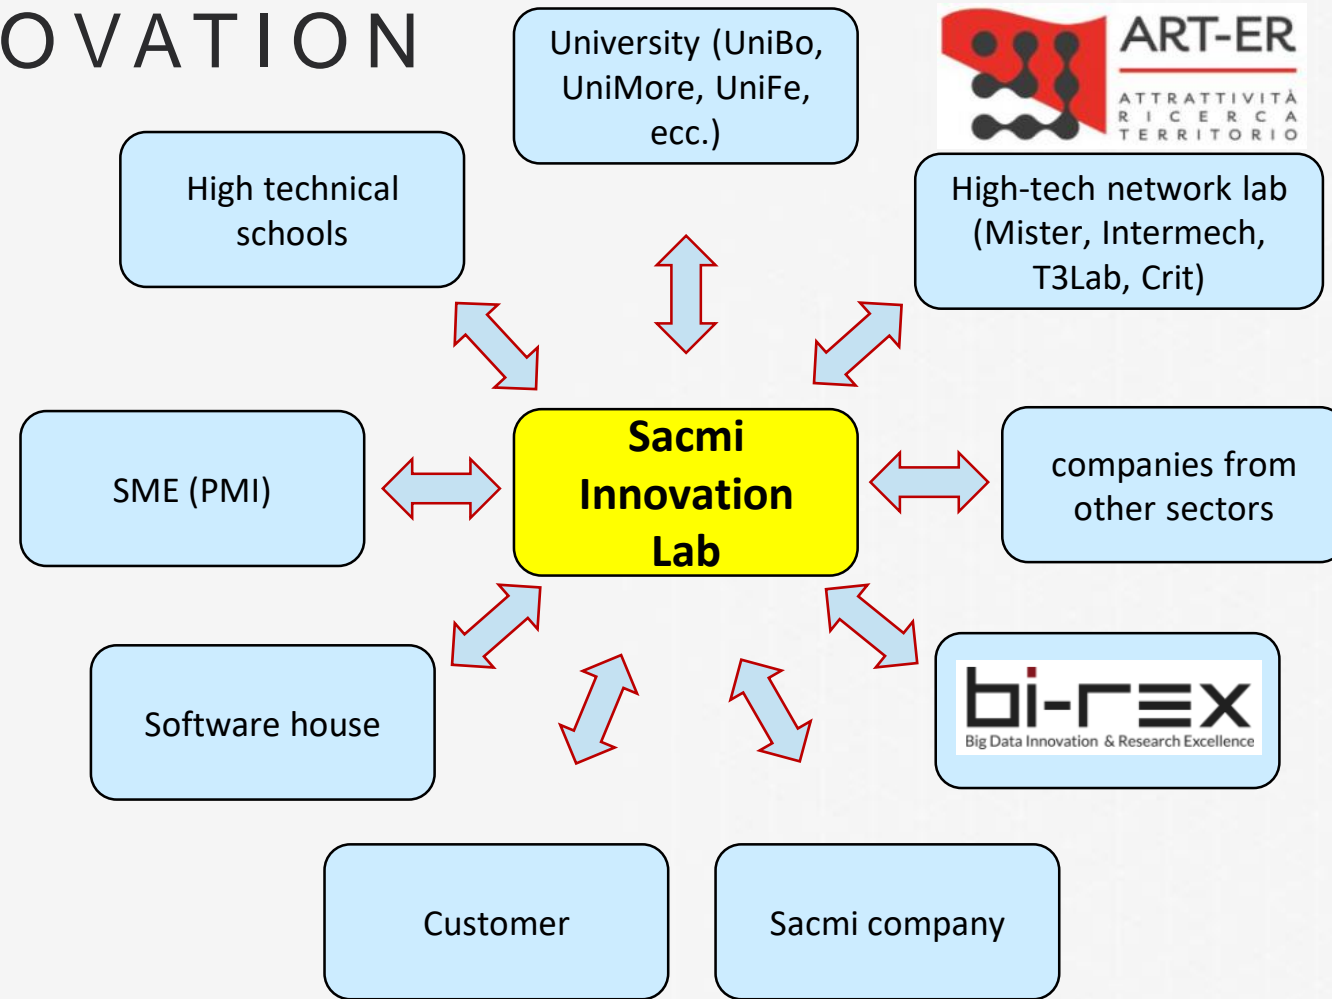 OVATION
University (UniBo,
UniMore, UniFe,
ecc.)
ART-ER
ATTRATTIVITÀ
RICERCA
TERRITORIO
High technical
schools
High-tech network lab
(Mister, Intermech,
T3Lab, Crit)
SME (PMI)
Sacmi
Innovation
Lab
companies from
other sectors
Software house
bi-rex
Big Data Innovation & Research Excellence
Customer
Sacmi company